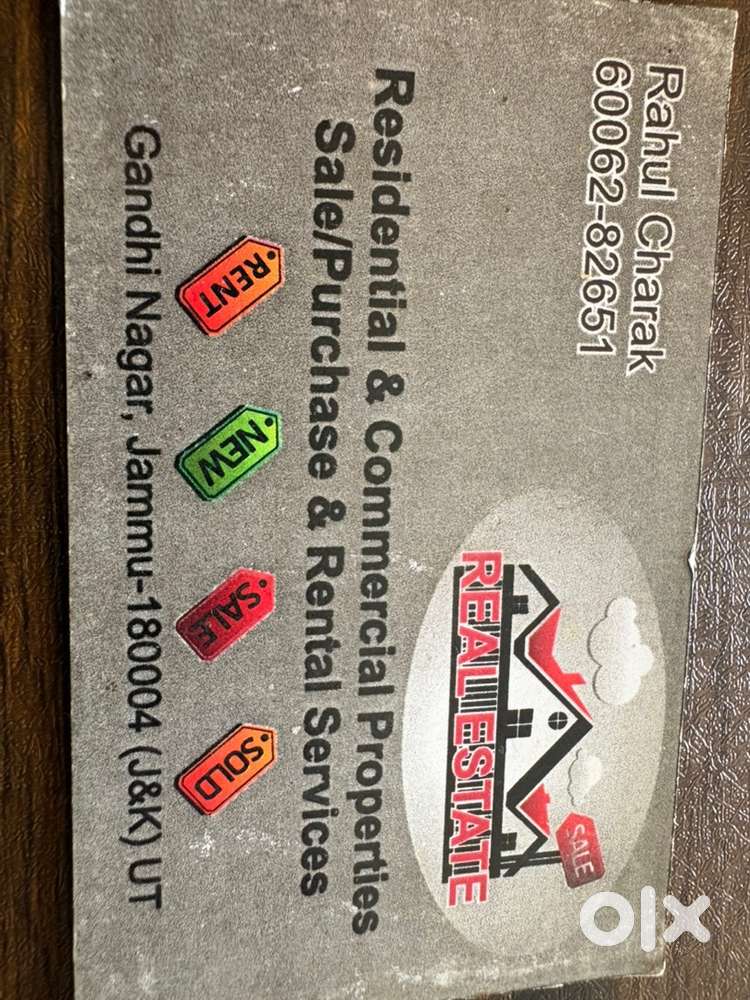 Rahul Charak
60062-82651
SALE
REAL ESTATE
Residential & Commercial Properties
Sale/Purchase & Rental Services
RENT
NEW
SALE
SOLD
Gandhi Nagar, Jammu-180004 (J&K) UT
olx